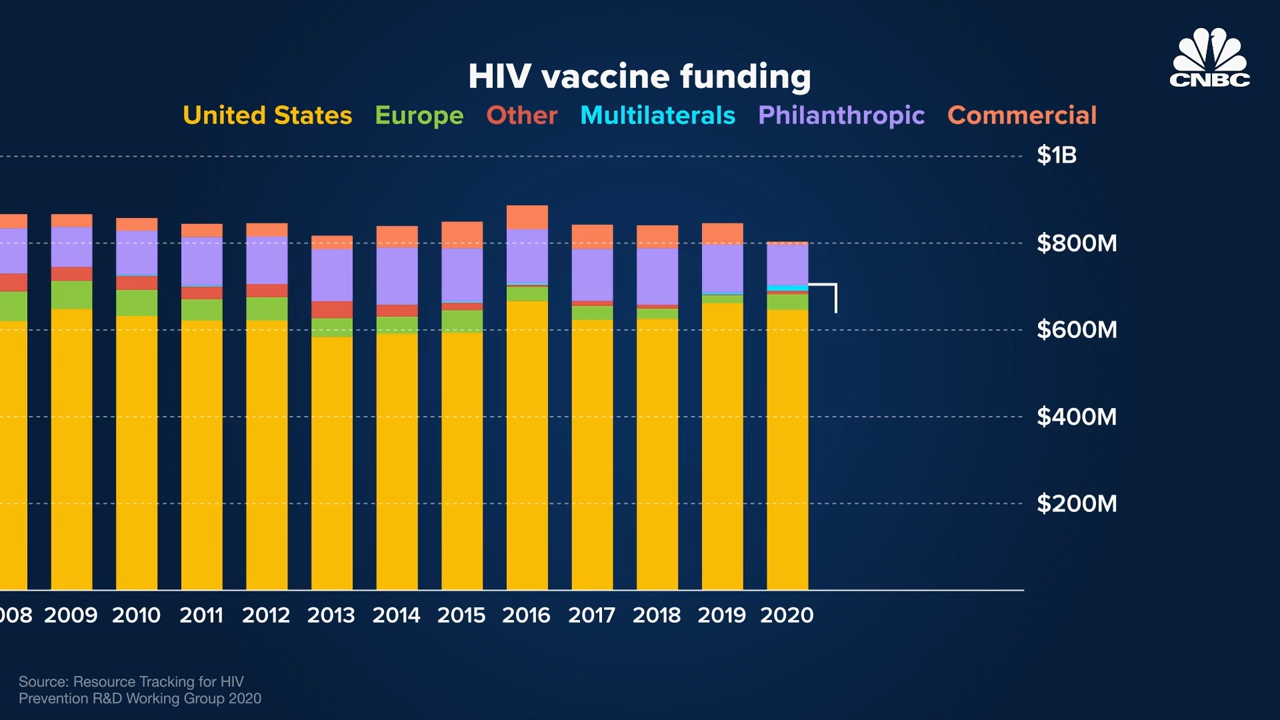 CNBC
HIV vaccine funding
United States Europe Other Multilaterals Philanthropic Commercial
$1B
$800M
$600M
$400M
$200M
008 2009 2010 2011 2012 2013 2014 2015 2016 2017 2018 2019 2020
Source: Resource Tracking for HIV
Prevention R&D Working Group 2020